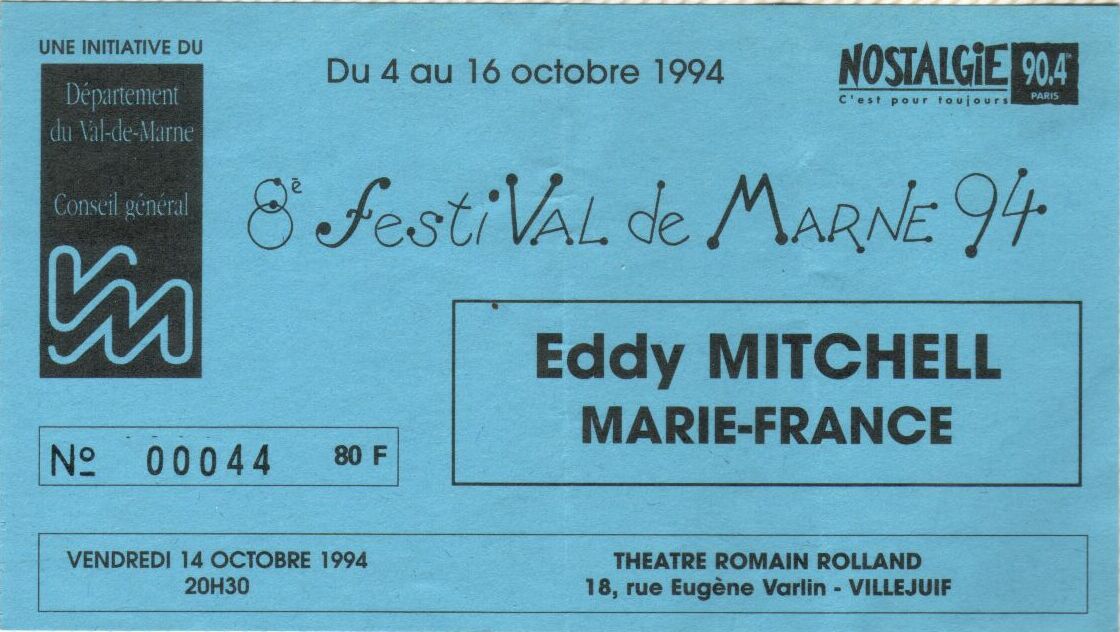 UNE INITIATIVE DU
Département
du Val-de-Marne
Conseil général
VM
Du 4 au 16 octobre 1994
NOSTALGIE 90.4 FM
C'est pour toujours PARIS
8è FestiVAL de MARNE 94
Eddy MITCHELL
MARIE-FRANCE
Nº 00044 80 F
VENDREDI 14 OCTOBRE 1994
20H30
THEATRE ROMAIN ROLLAND
18, rue Eugène Varlin - VILLEJUIF